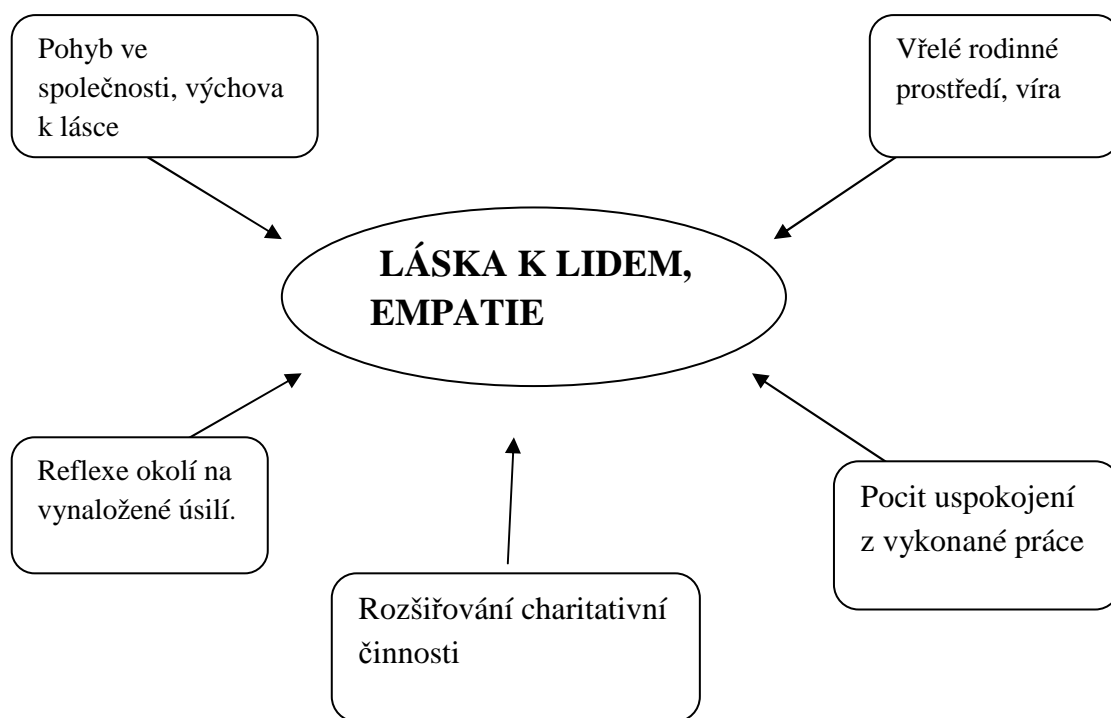 Pohyb ve
společnosti, výchova
k lásce
Vřelé rodinné
prostředí, víra
LÁSKA K LIDEM,
EMPATIE
Reflexe okolí na
vynaložené úsilí.
Pocit uspokojení
z vykonané práce
Rozšiřování charitativní
činnosti